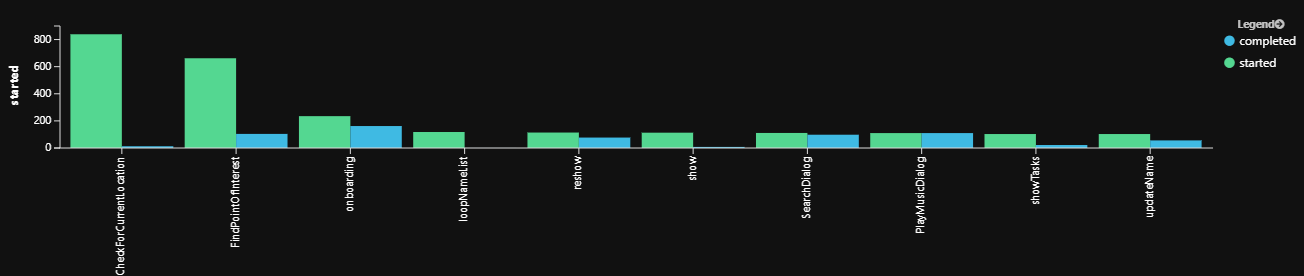 Legend
completed
started
started
800
600
400
200
0
CheckForCurrentLocation
FindPointOfInterest
onboarding
loopNameList
reshow
show
SearchDialog
PlayMusicDialog
showTasks
updateName